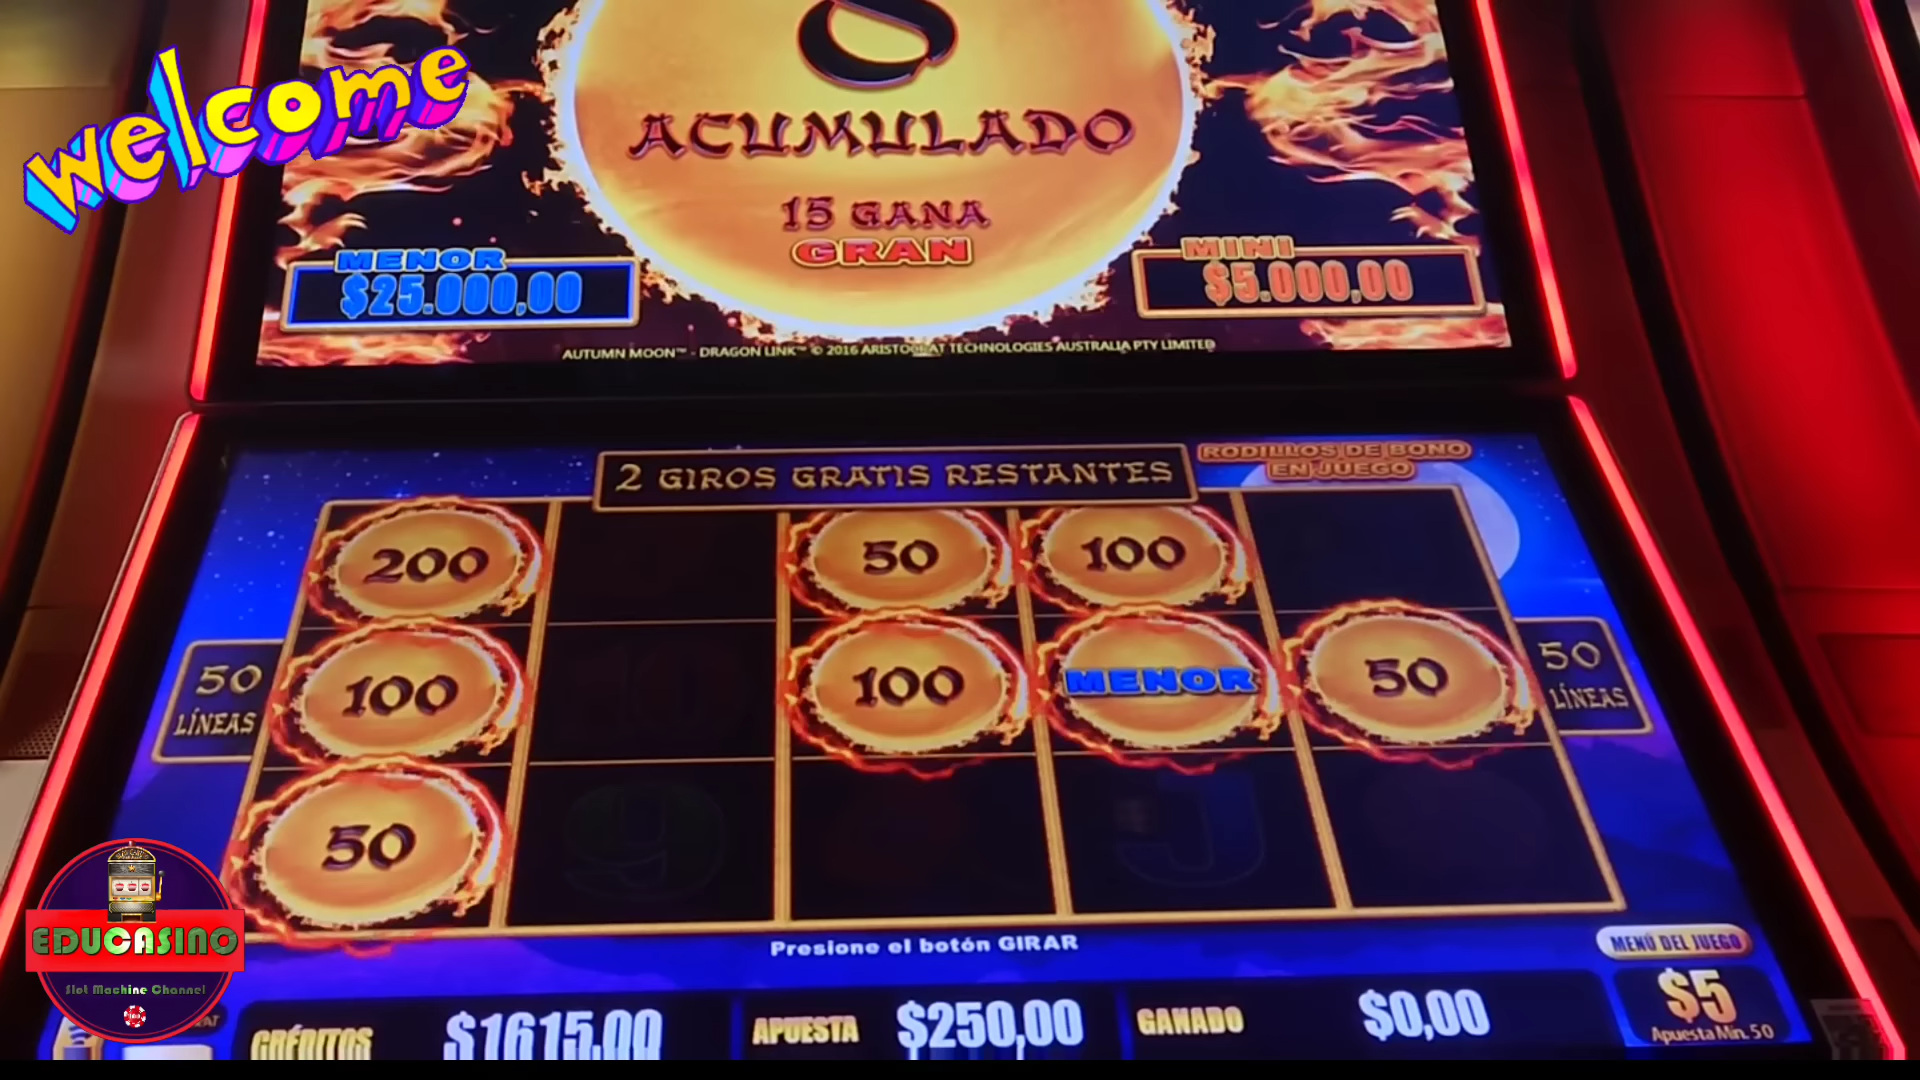 welcome
8
ACUMULADO
15 GANA
GRAN
MENOR
$25.000,00
MINI
$5.000,00
AUTUMN MOON™ - DRAGON LINK™ © 2016 ARISTOCRAT TECHNOLOGIES AUSTRALIA PTY LIMITED
2 GIROS GRATIS RESTANTES
RODILLOS DE BONO
EN JUEGO
200
50
100
50
LÍNEAS
100
100
MENOR
50
50
LÍNEAS
50
9
J
Presione el botón GIRAR
MENÚ DEL JUEGO
EDUCASINO
Slot Machine Channel
CRÉDITOS
$1615,00
APUESTA
$250,00
GANADO
$0,00
$5
Apuesta Mín. 50